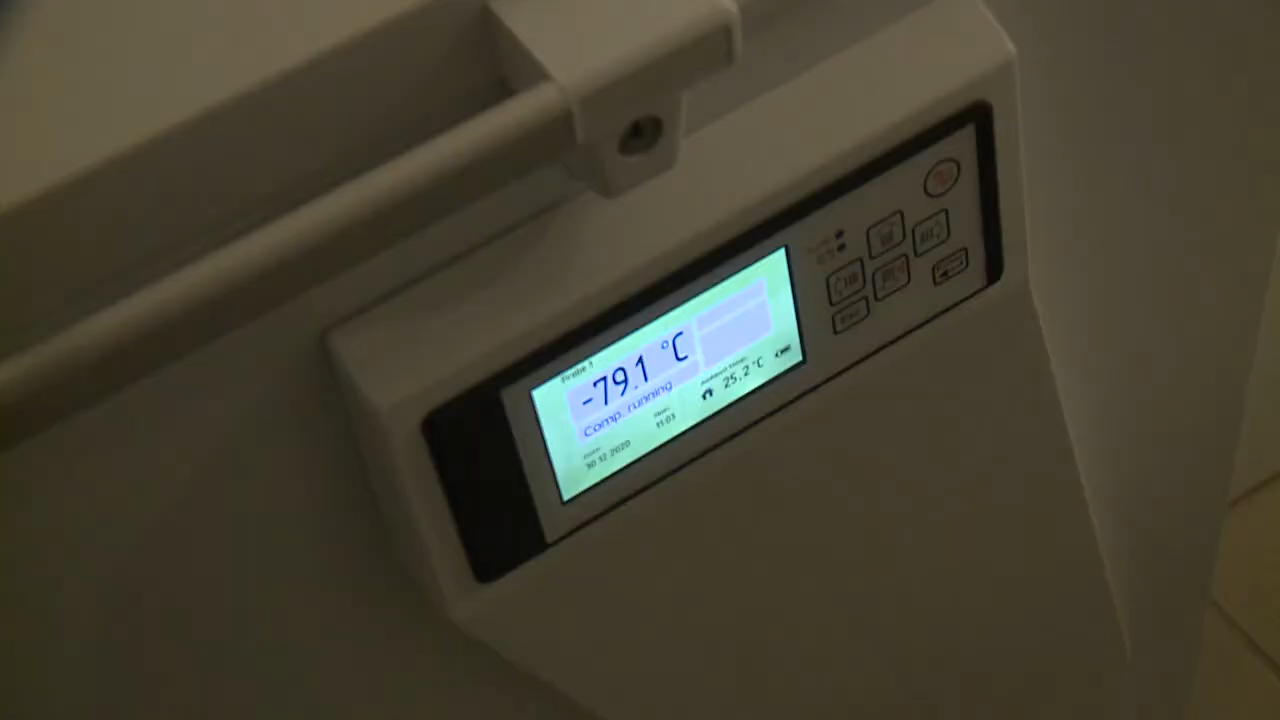 Probe 1
-79.1 °C
Comp. running
Ambient temp.:
25.2 °C
Date:
30 12 2020
Time:
11:03